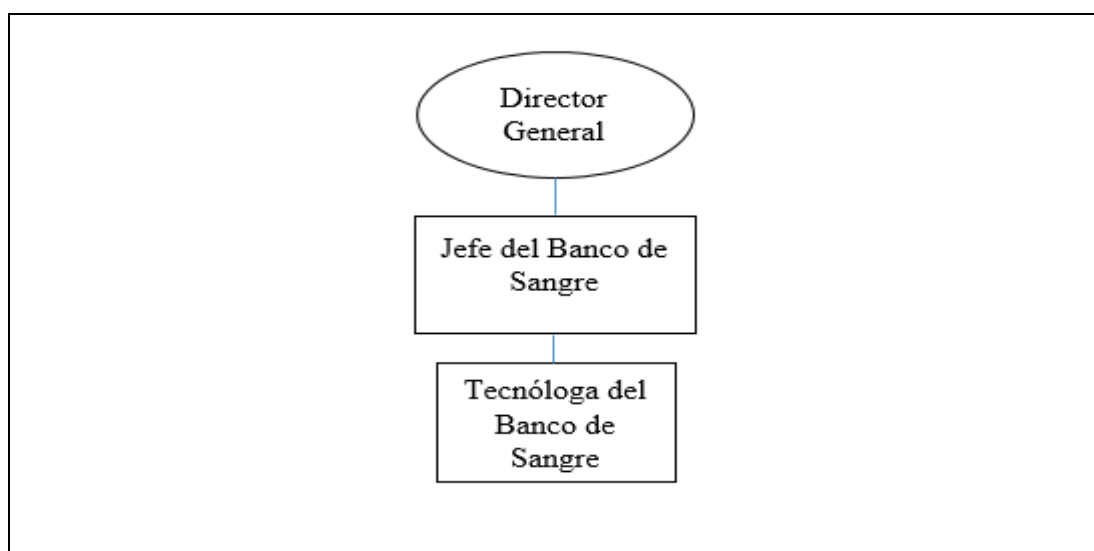 Director
General
Jefe del Banco de
Sangre
Tecnóloga del
Banco de
Sangre